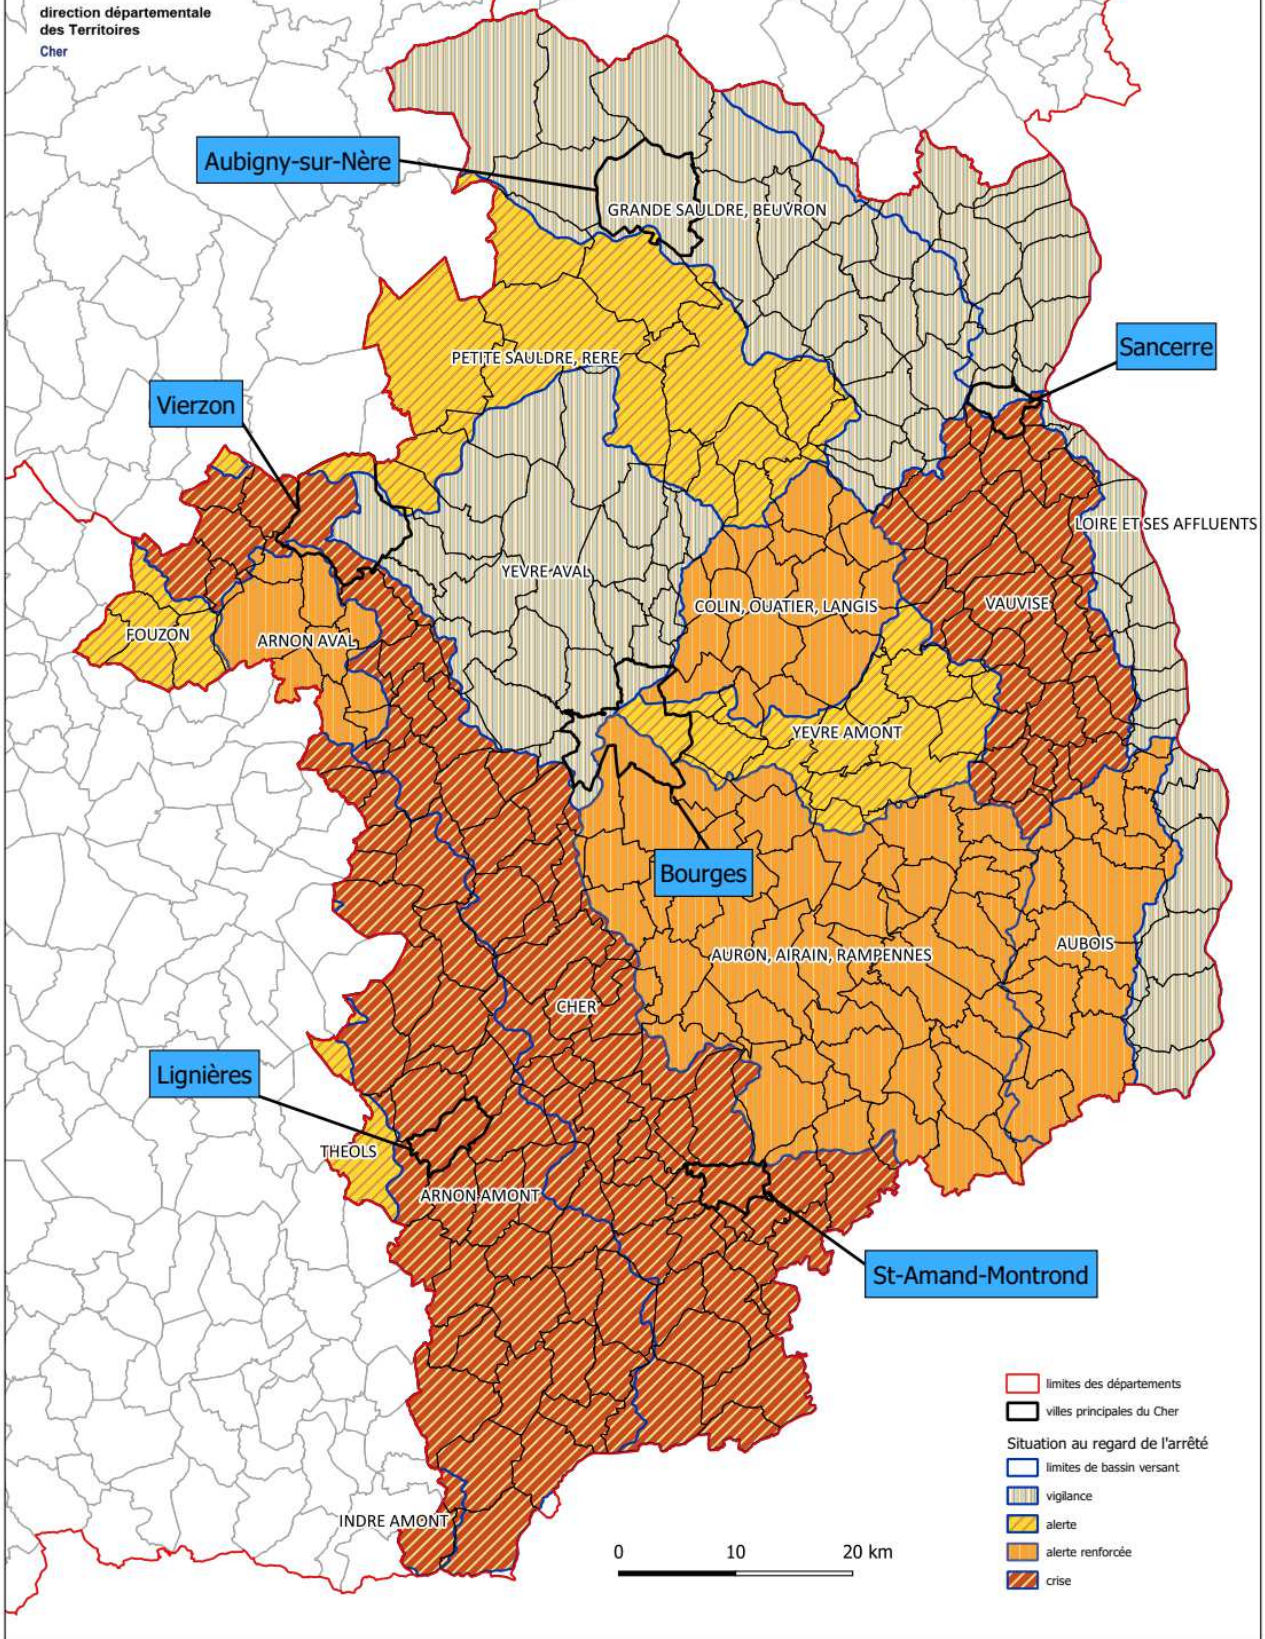 direction départementale
des Territoires
Cher
Aubigny-sur-Nère
GRANDE SAULDRE, BEUVRON
Sancerre
PETITE SAULDRE, RERE
Vierzon
LOIRE ET SES AFFLUENTS
YEVRE AVAL
COLIN, OUATIER, LANGIS
VAUVISE
FOUZON
ARNON AVAL
YEVRE AMONT
Bourges
AUBOIS
AURON, AIRAIN, RAMPENNES
CHER
Lignières
THEOLS
ARNON AMONT
St-Amand-Montrond
limites des départements
villes principales du Cher
Situation au regard de l'arrêté
limites de bassin versant
vigilance
alerte
alerte renforcée
crise
INDRE AMONT
0 10 20 km